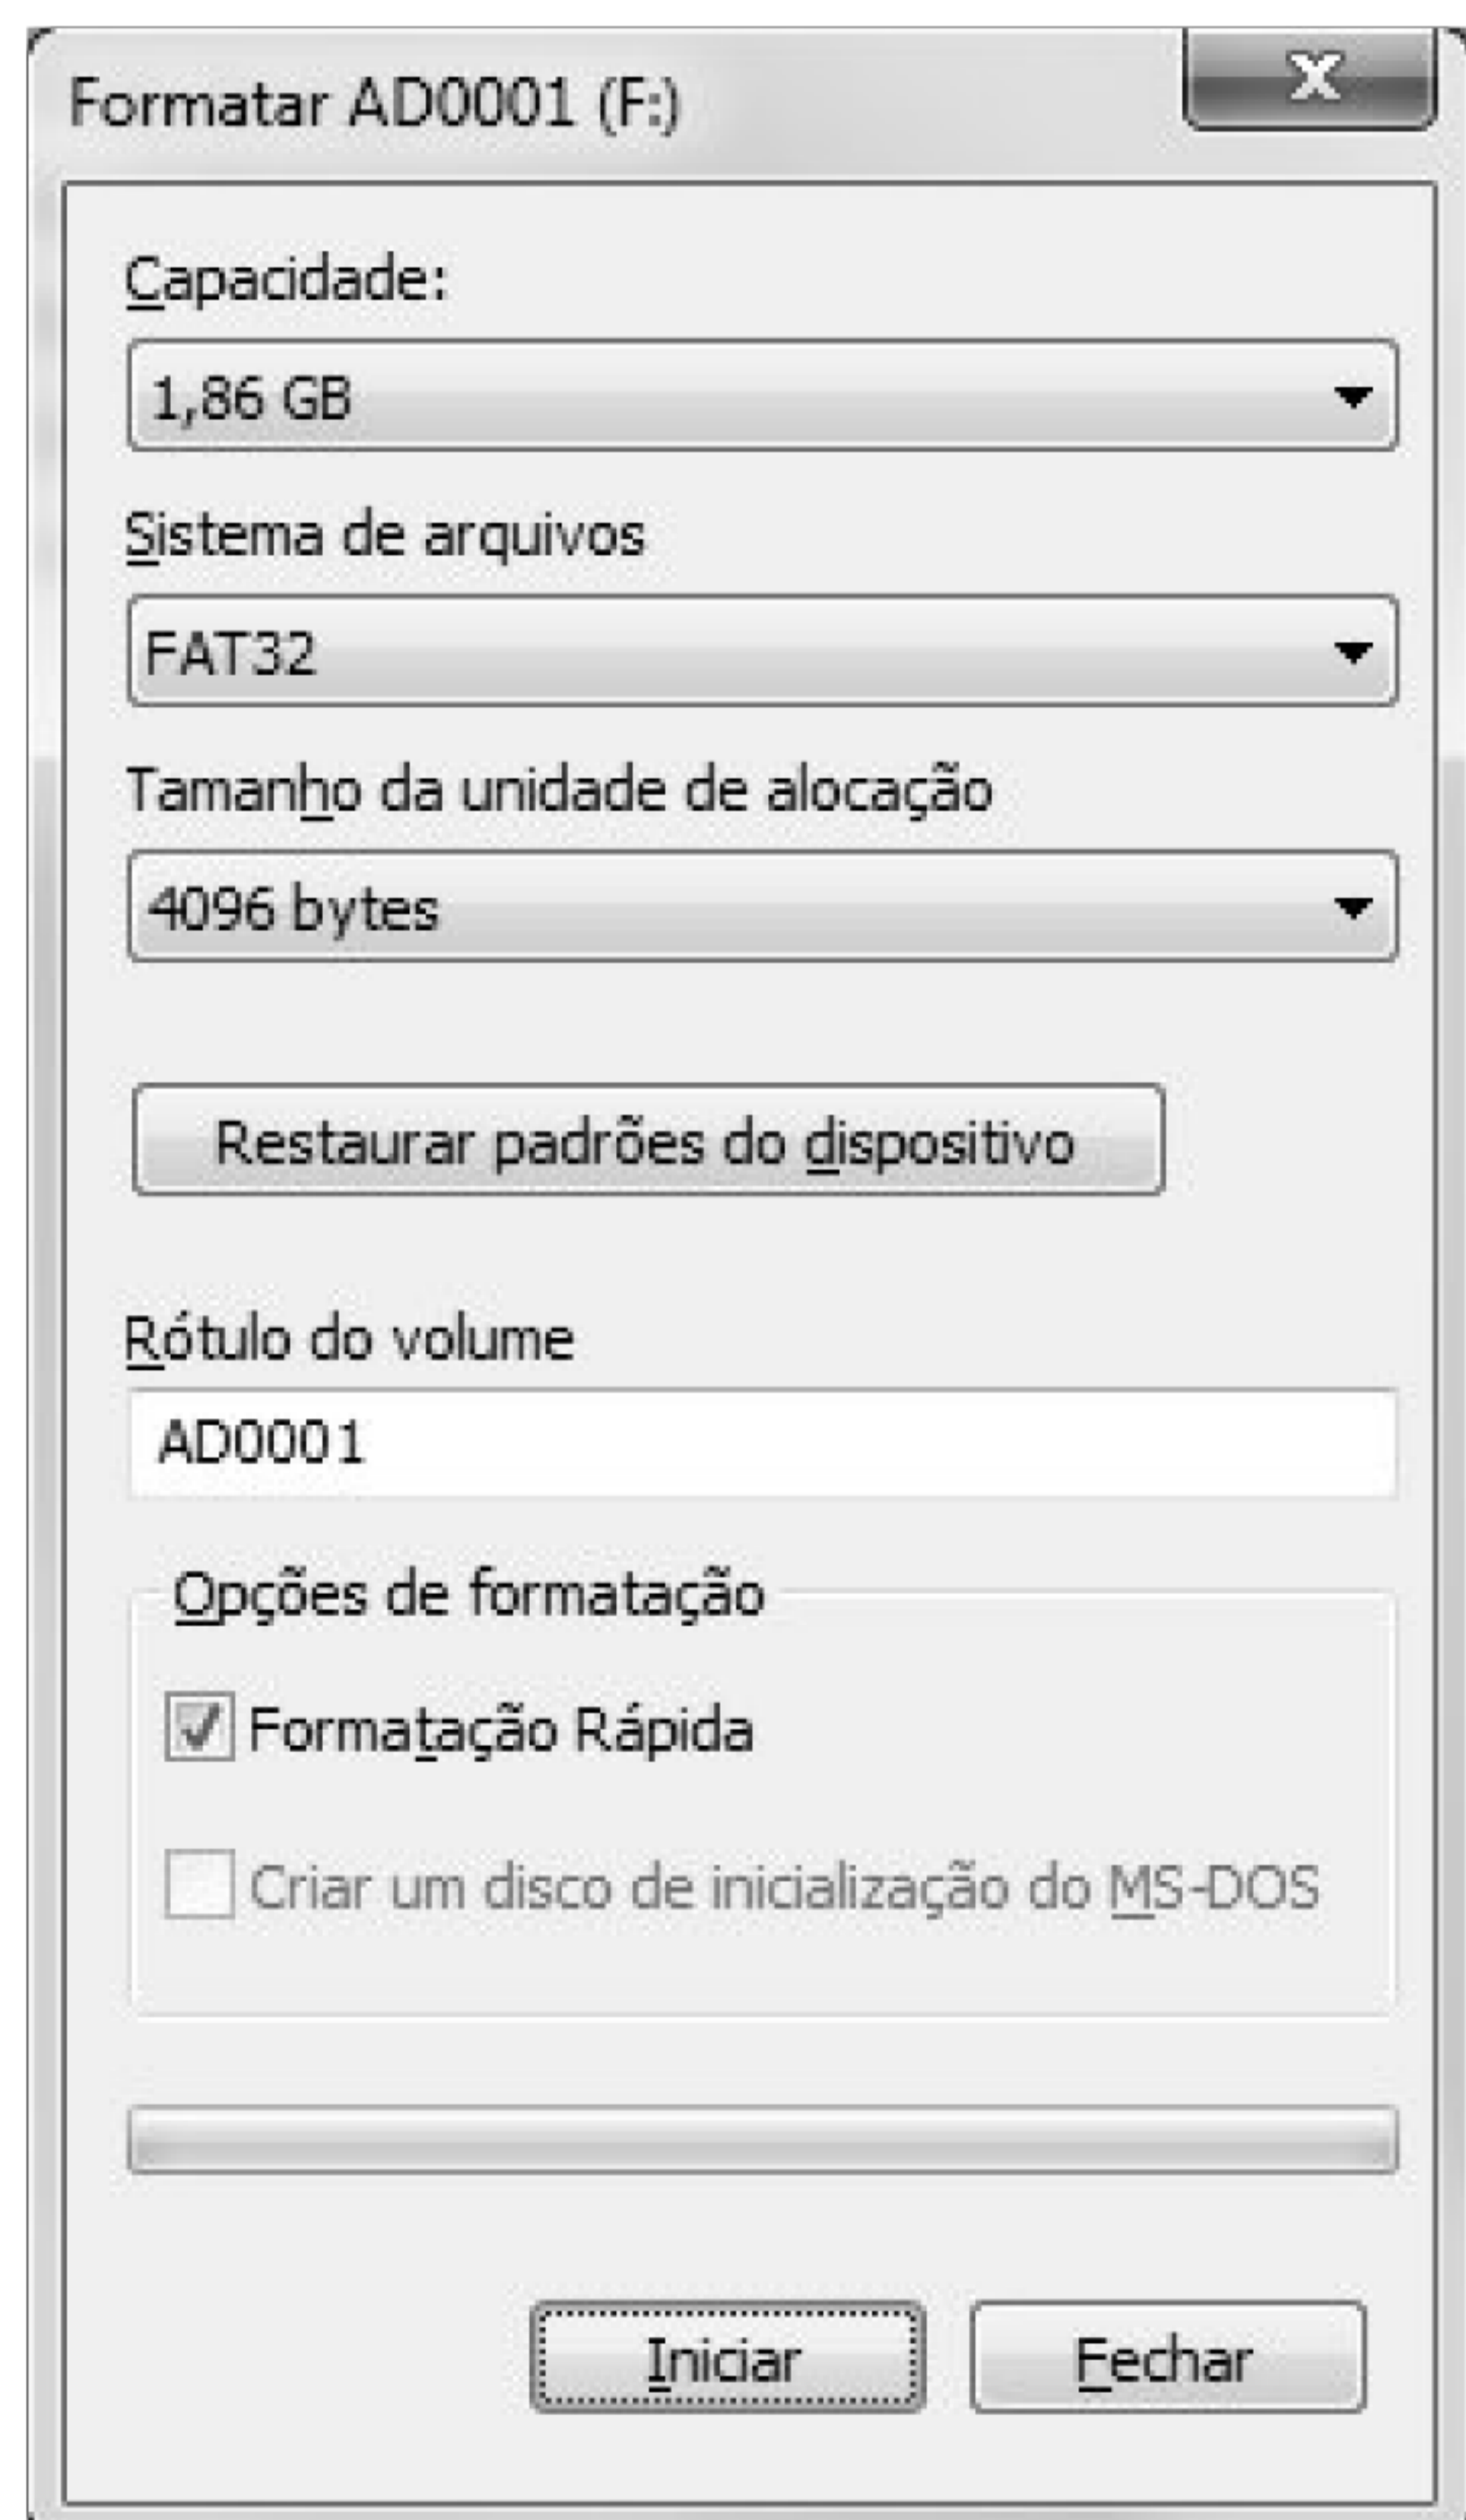 Formatar AD0001 (F:)
Capacidade:
1,86 GB
Sistema de arquivos
FAT32
Tamanho da unidade de alocação
4096 bytes
Restaurar padrões do dispositivo
Rótulo do volume
AD0001
Opções de formatação
Formatação Rápida
Criar um disco de inicialização do MS-DOS
Iniciar
Fechar